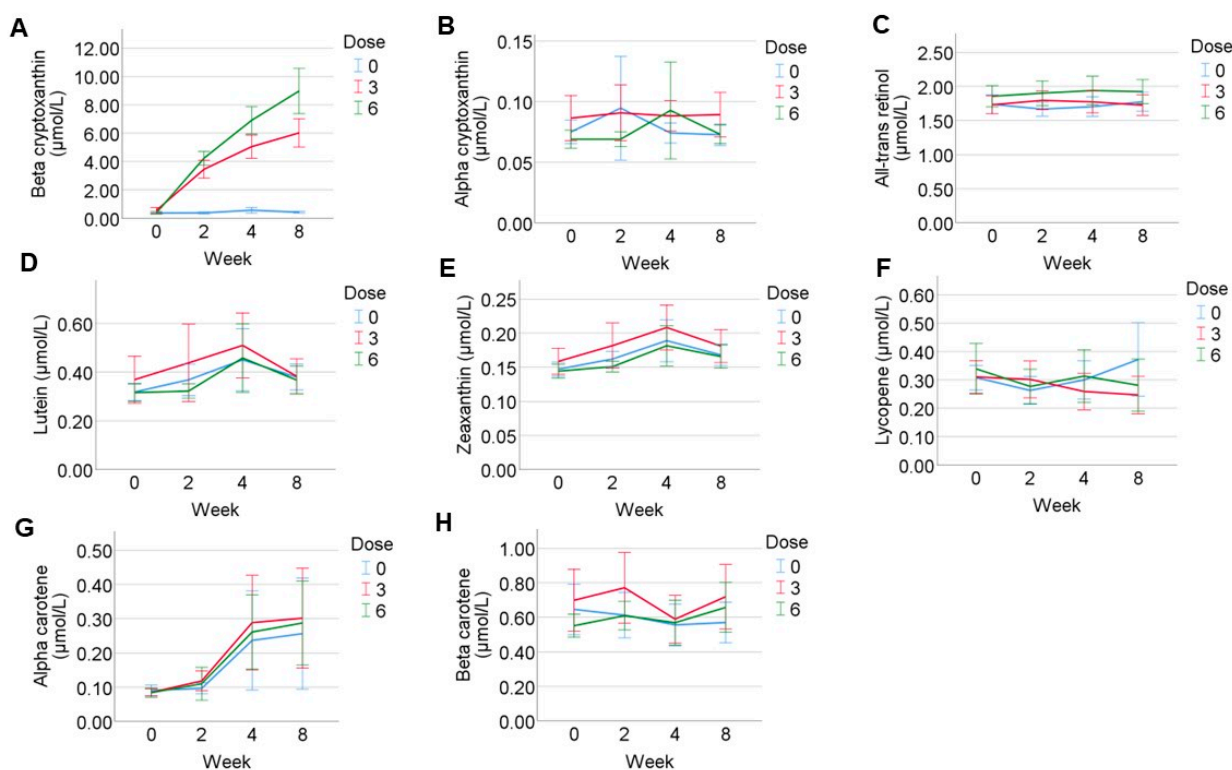 A
Beta cryptoxanthin
(µmol/L)
12.00
10.00
8.00
6.00
4.00
2.00
0.00
0 2 4 8
Week
Dose
0
3
6
B
Alpha cryptoxanthin
(µmol/L)
0.15
0.10
0.05
0.00
0 2 4 8
Week
Dose
0
3
6
C
All-trans retinol
(µmol/L)
2.50
2.00
1.50
1.00
0.50
0.00
0 2 4 8
Week
Dose
0
3
6
D
Lutein (µmol/L)
0.60
0.40
0.20
0.00
0 2 4 8
Week
Dose
0
3
6
E
Zeaxanthin (µmol/L)
0.25
0.20
0.15
0.10
0.05
0.00
0 2 4 8
Week
Dose
0
3
6
F
Lycopene (µmol/L)
0.60
0.50
0.40
0.30
0.20
0.10
0.00
0 2 4 8
Week
Dose
0
3
6
G
Alpha carotene
(µmol/L)
0.50
0.40
0.30
0.20
0.10
0.00
0 2 4 8
Week
Dose
0
3
6
H
Beta carotene
(µmol/L)
1.00
0.80
0.60
0.40
0.20
0.00
0 2 4 8
Week
Dose
0
3
6